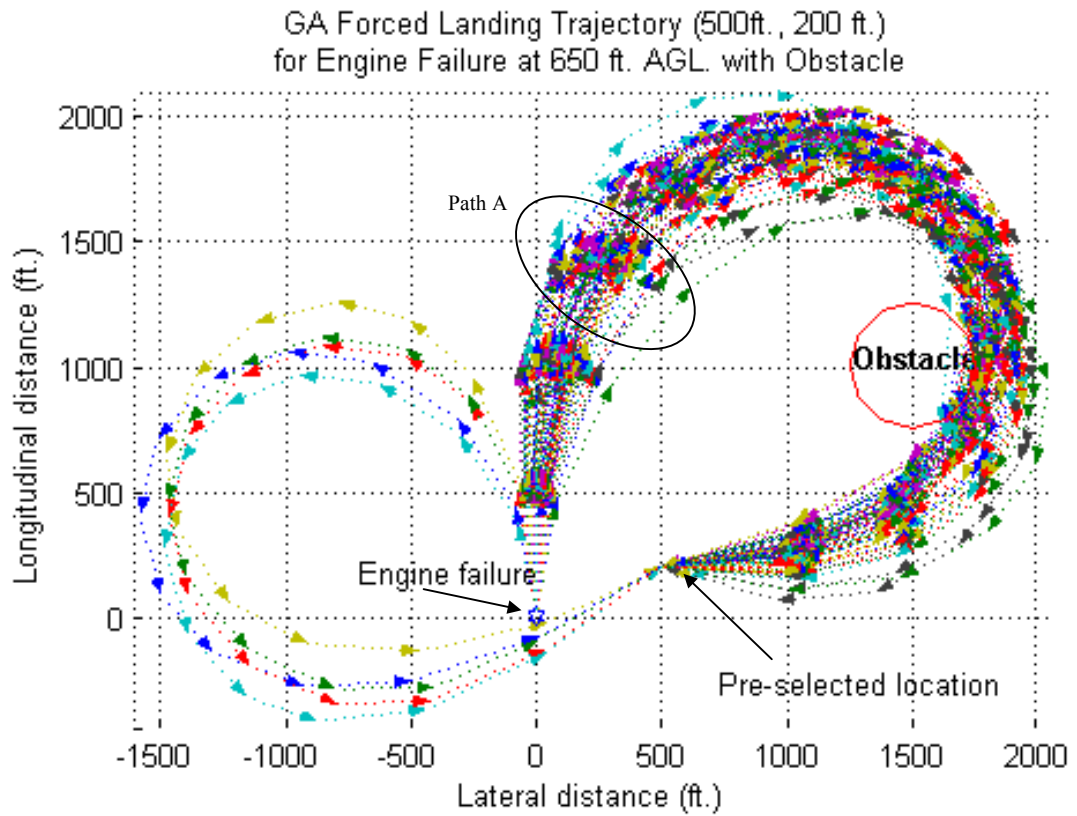 GA Forced Landing Trajectory (500ft., 200 ft.)
for Engine Failure at 650 ft. AGL. with Obstacle
2000
Path A
1500
Longitudinal distance (ft.)
1000
Obstacle
500
Engine failure
0
Pre-selected location
-1500 -1000 -500 0 500 1000 1500 2000
Lateral distance (ft.)